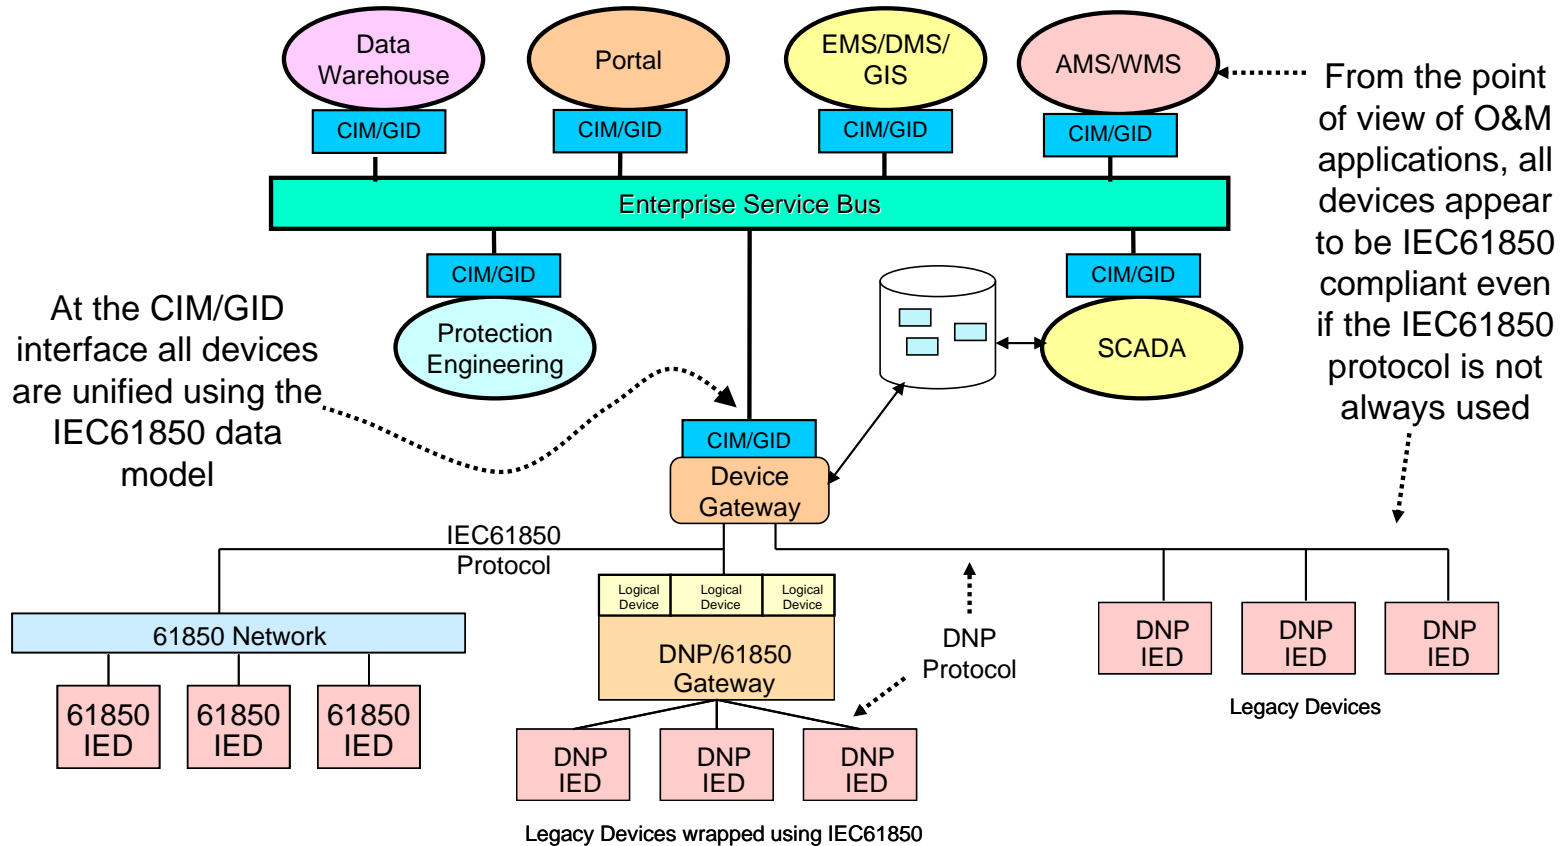 Data
Warehouse
Portal
EMS/DMS/
GIS
AMS/WMS
CIM/GID
CIM/GID
CIM/GID
CIM/GID
From the point
of view of O&M
applications, all
devices appear
to be IEC61850
compliant even
if the IEC61850
protocol is not
always used
Enterprise Service Bus
CIM/GID
CIM/GID
Protection
Engineering
SCADA
At the CIM/GID
interface all devices
are unified using the
IEC61850 data
model
CIM/GID
Device
Gateway
IEC61850
Protocol
Logical
Device
Logical
Device
Logical
Device
61850 Network
DNP/61850
Gateway
DNP
Protocol
DNP
IED
DNP
IED
DNP
IED
Legacy Devices
61850
IED
61850
IED
61850
IED
DNP
IED
DNP
IED
DNP
IED
Legacy Devices wrapped using IEC61850